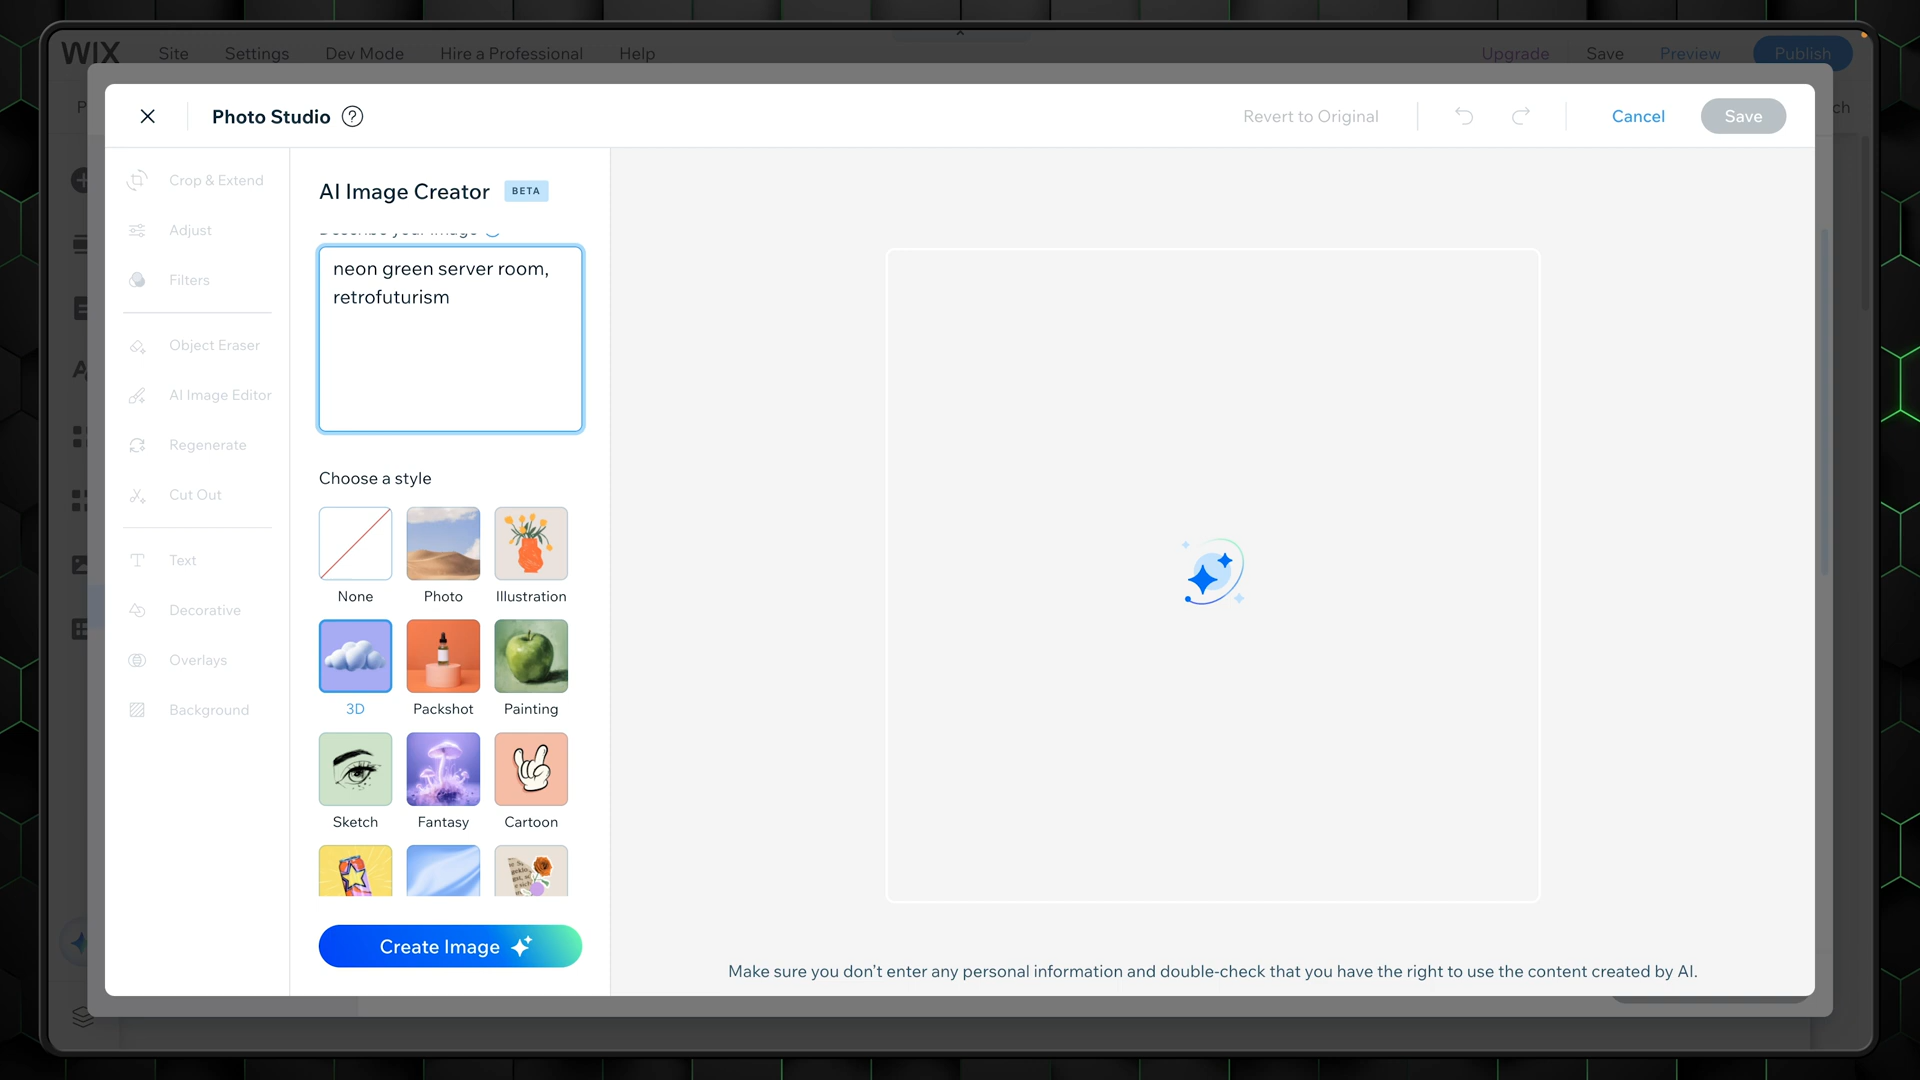 WIX
Site
Settings
Dev Mode
Hire a Professional
Help
Upgrade
Save
Preview
Publish
Photo Studio
?
Revert to Original
Cancel
Save
Crop & Extend
Adjust
Filters
Object Eraser
AI Image Editor
Regenerate
Cut Out
Text
Decorative
Overlays
Background
AI Image Creator
BETA
neon green server room,
retrofuturism
Choose a style
None
Photo
Illustration
3D
Packshot
Painting
Sketch
Fantasy
Cartoon
Create Image
Make sure you don't enter any personal information and double-check that you have the right to use the content created by AI.